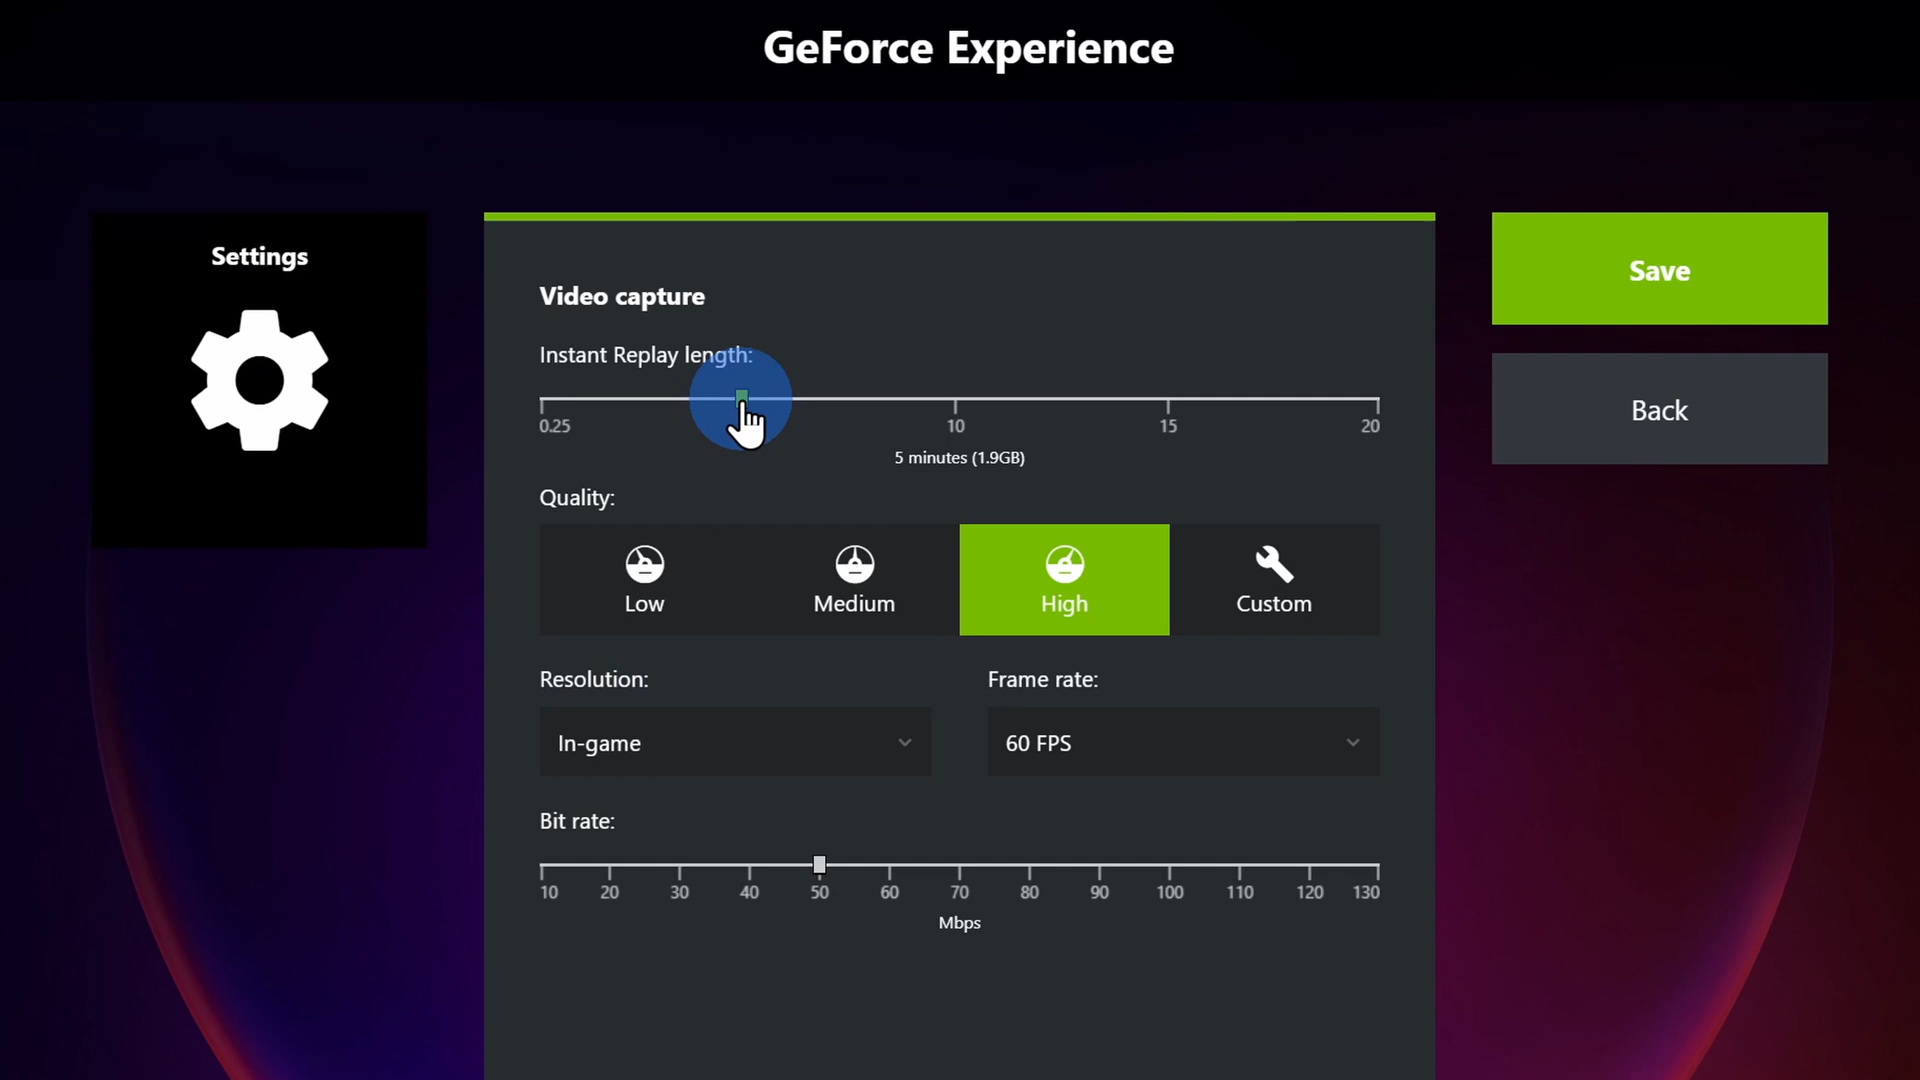 GeForce Experience
Settings
Video capture
Instant Replay length:
0.25 10 15 20
5 minutes (1.9GB)
Quality:
Low Medium High Custom
Resolution: Frame rate:
In-game 60 FPS
Bit rate:
10 20 30 40 50 60 70 80 90 100 110 120 130
Mbps
Save
Back